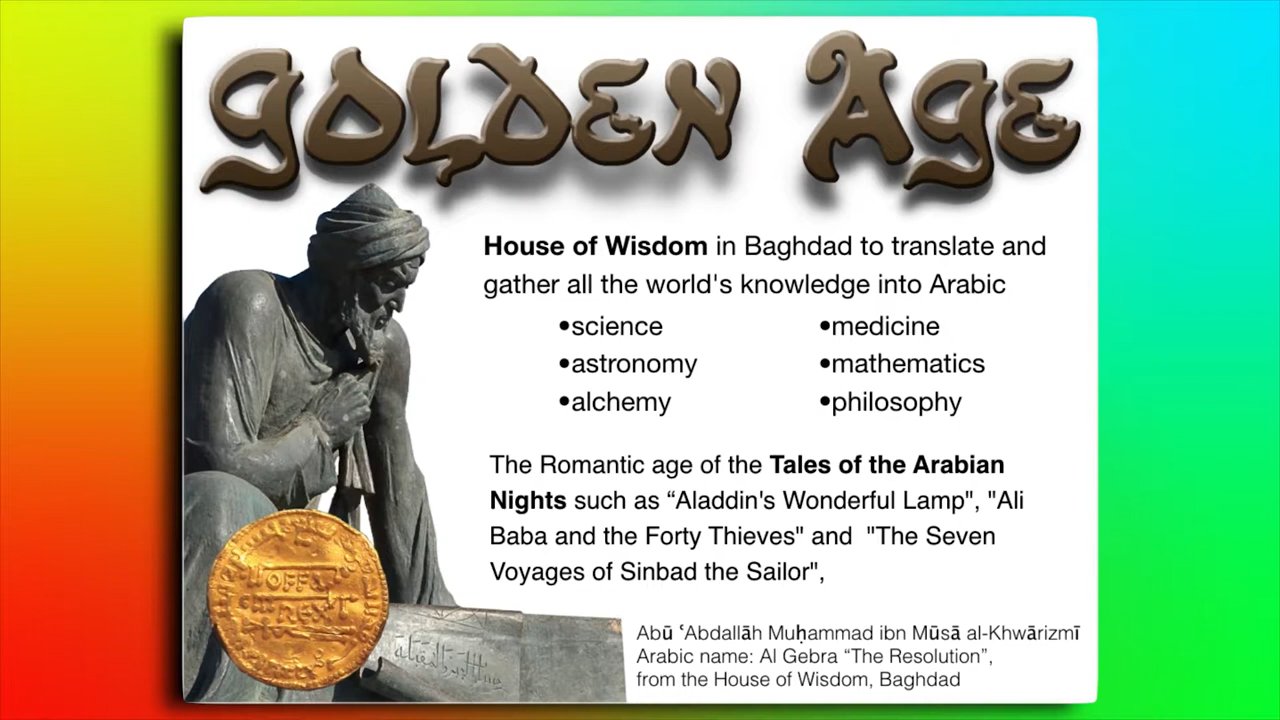 GOLDEN AGE
House of Wisdom in Baghdad to translate and
gather all the world's knowledge into Arabic
•science
•medicine
•astronomy
•mathematics
•alchemy
•philosophy
The Romantic age of the Tales of the Arabian
Nights such as “Aladdin's Wonderful Lamp", "Ali
Baba and the Forty Thieves" and "The Seven
Voyages of Sinbad the Sailor",
OFFA
REX
Abū ʿAbdallāh Muḥammad ibn Mūsā al-Khwārizmī
Arabic name: Al Gebra “The Resolution”,
from the House of Wisdom, Baghdad